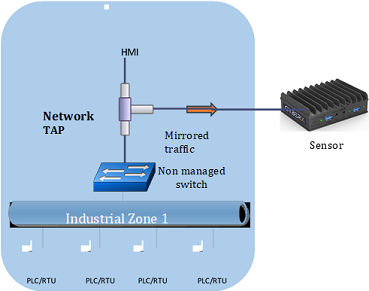 HMI
Network
TAP
Mirrored
traffic
Sensor
Non managed
switch
Industrial Zone 1
PLC/RTU
PLC/RTU
PLC/RTU
PLC/RTU